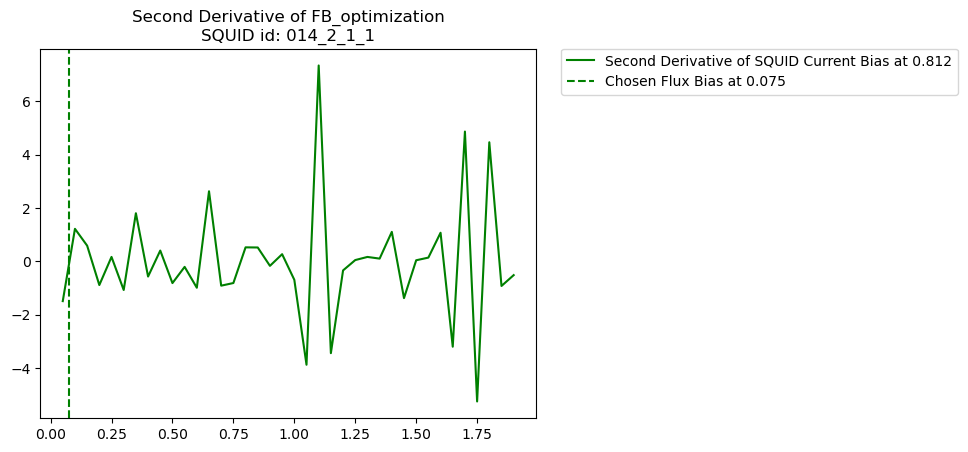 Second Derivative of FB_optimization
SQUID id: 014_2_1_1
Second Derivative of SQUID Current Bias at 0.812
Chosen Flux Bias at 0.075
6
4
2
0
−2
−4
0.00 0.25 0.50 0.75 1.00 1.25 1.50 1.75